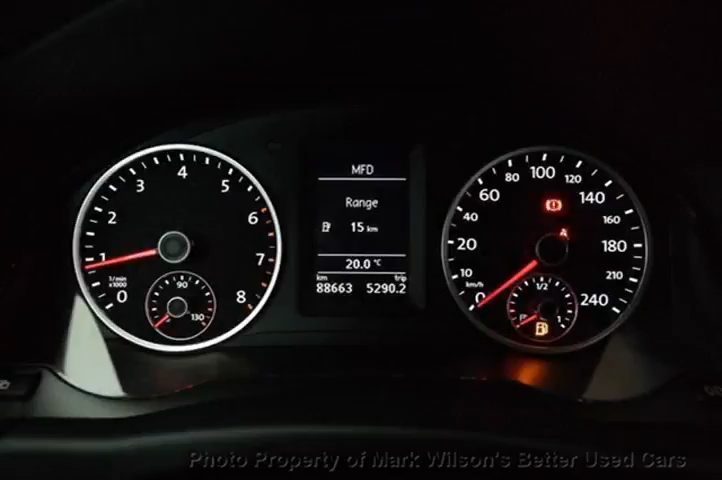 1 2 3 4 5 6 7 8
1/min
x1000
0
90
130
MFD
Range
15 km
20.0 °C
km trip
88663 5290.2
0 10 20 40 60 80 100 120 140 160 180 210 240
km/h
1/2
1
Photo Property of Mark Wilson's Better Used Cars